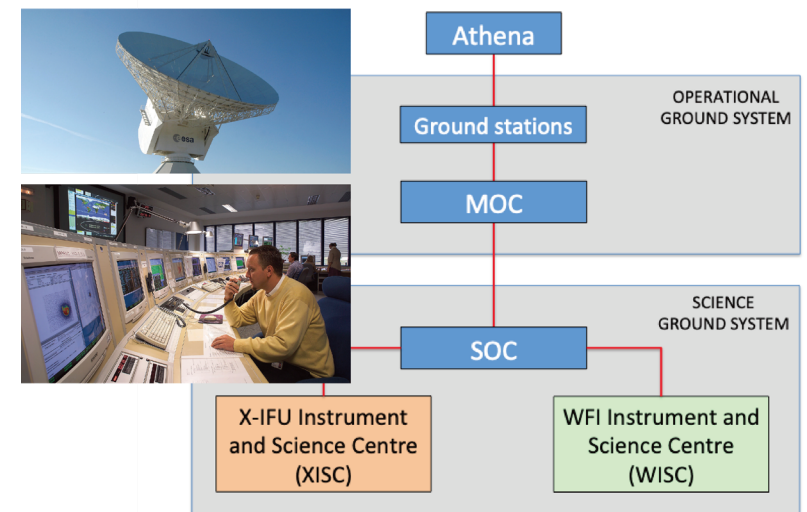 Athena
OPERATIONAL
GROUND SYSTEM
Ground stations
esa
MOC
SCIENCE
GROUND SYSTEM
SOC
X-IFU Instrument
and Science Centre
(XISC)
WFI Instrument and
Science Centre
(WISC)